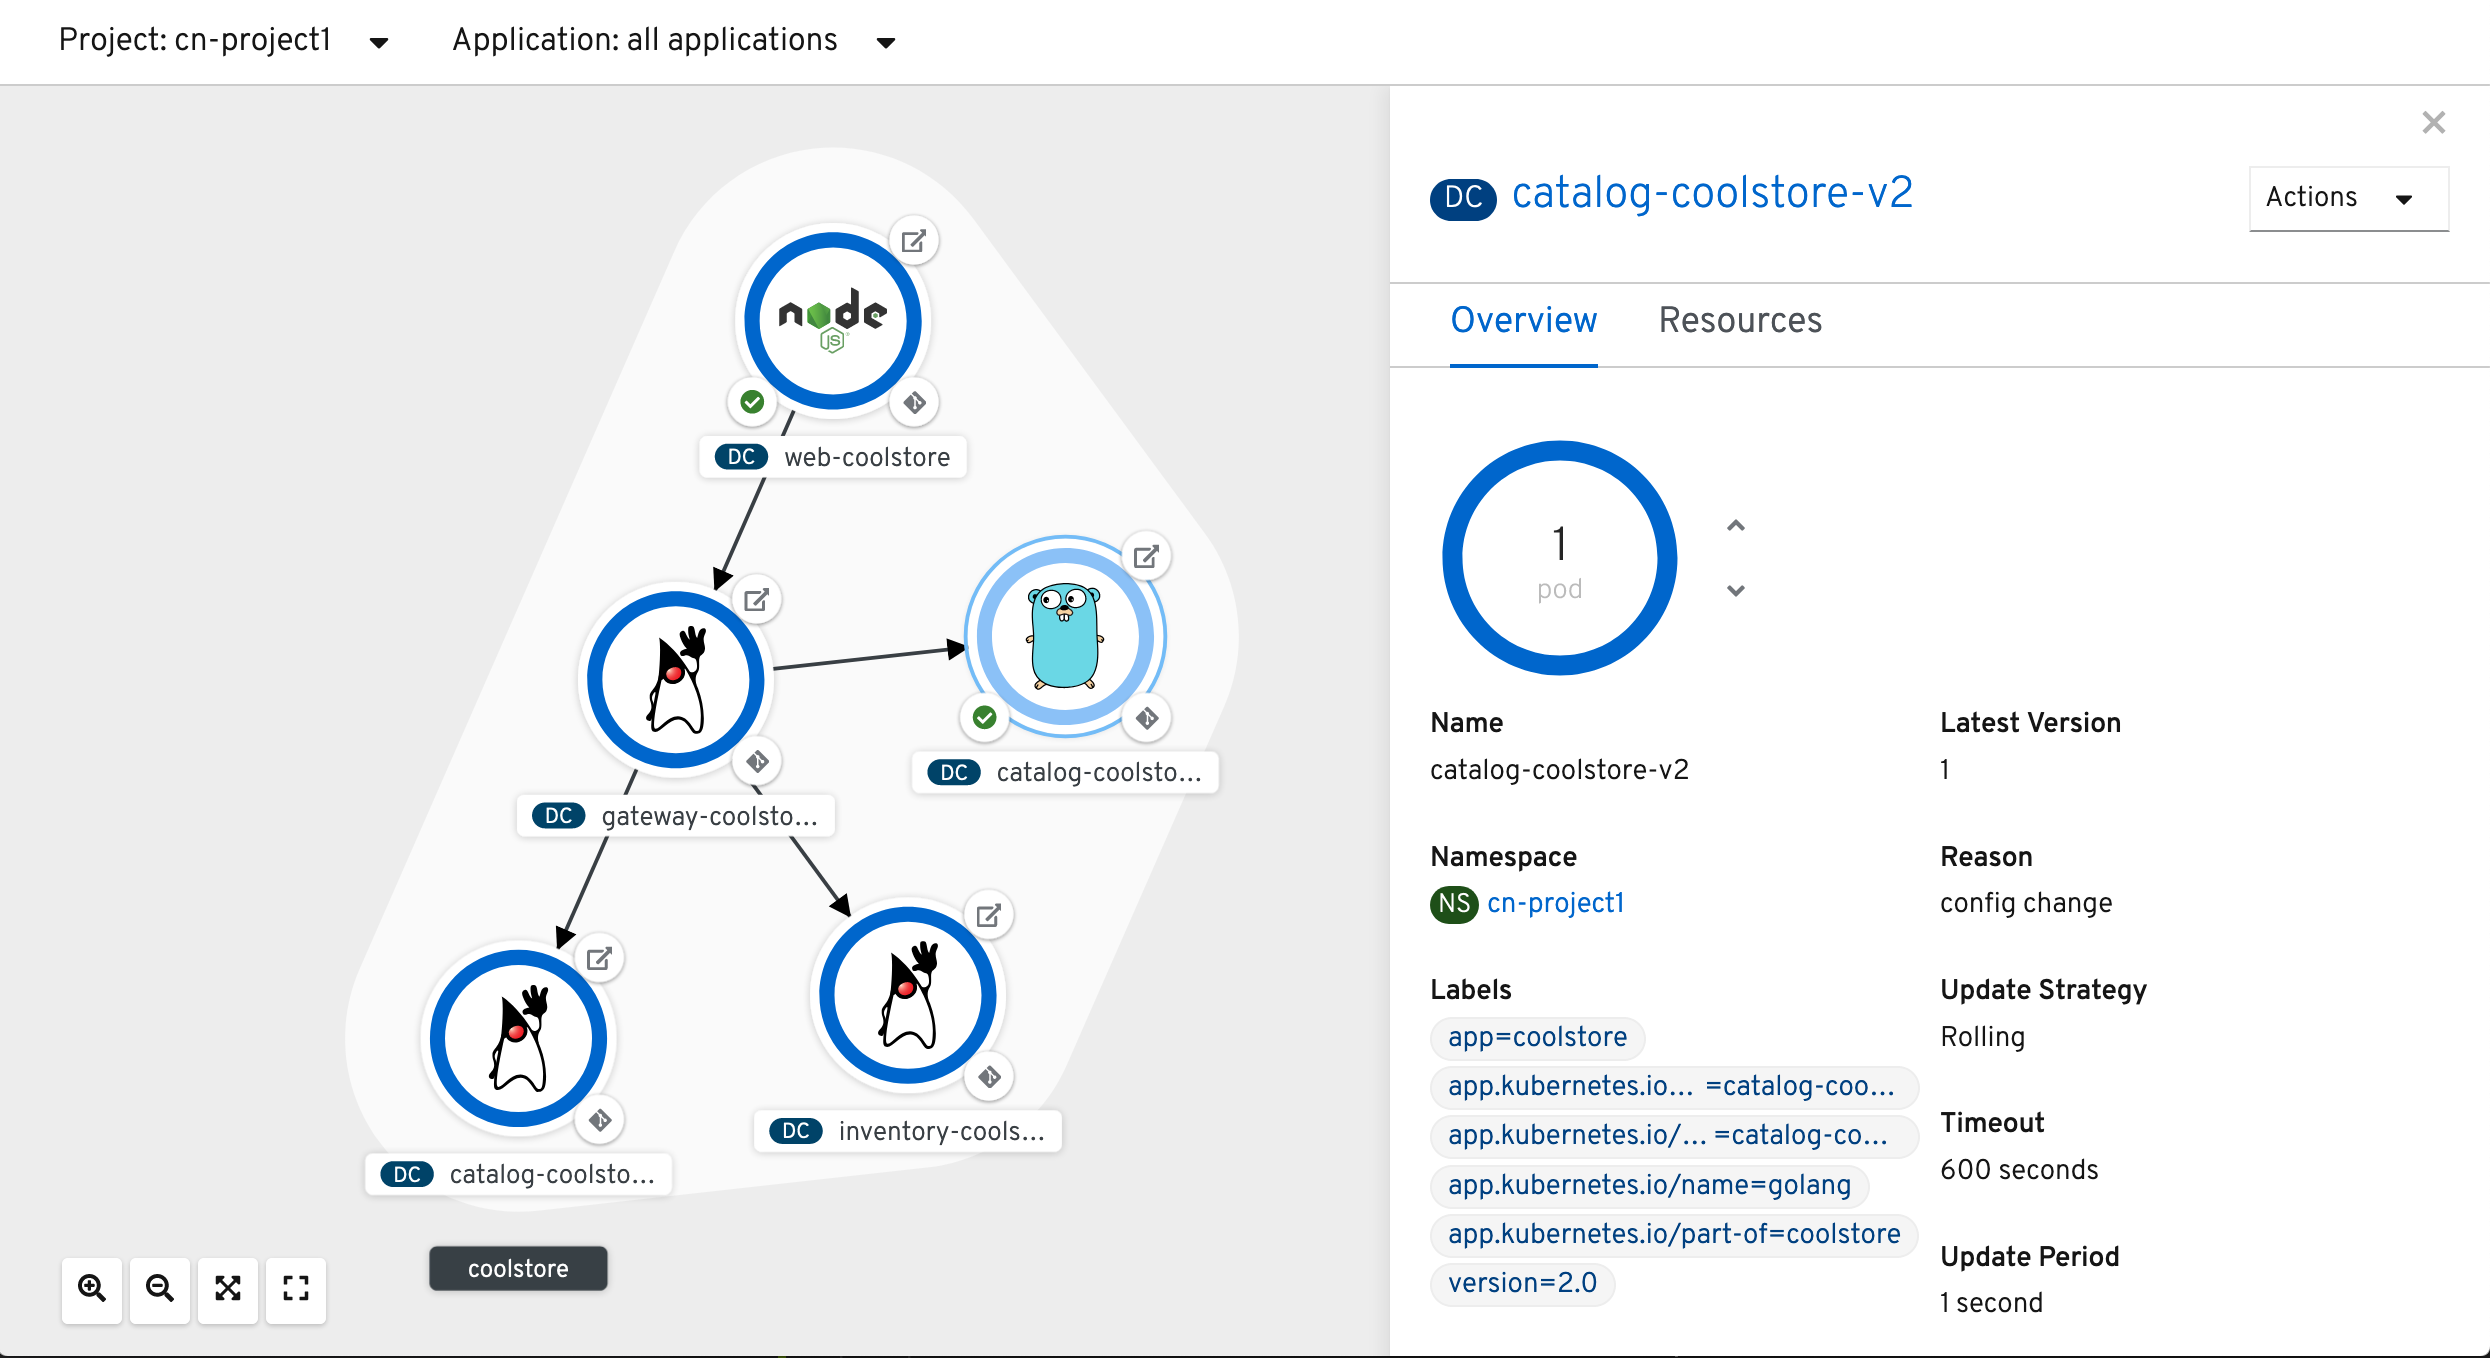 Project: cn-project1
Application: all applications
node
JS
DC web-coolstore
DC catalog-coolsto...
DC gateway-coolsto...
DC inventory-cools...
DC catalog-coolsto...
coolstore
DC catalog-coolstore-v2
Actions
Overview
Resources
1
pod
Name
catalog-coolstore-v2
Latest Version
1
Namespace
NS cn-project1
Reason
config change
Labels
app=coolstore
app.kubernetes.io... =catalog-coo...
app.kubernetes.io/... =catalog-co...
app.kubernetes.io/name=golang
app.kubernetes.io/part-of=coolstore
version=2.0
Update Strategy
Rolling
Timeout
600 seconds
Update Period
1 second